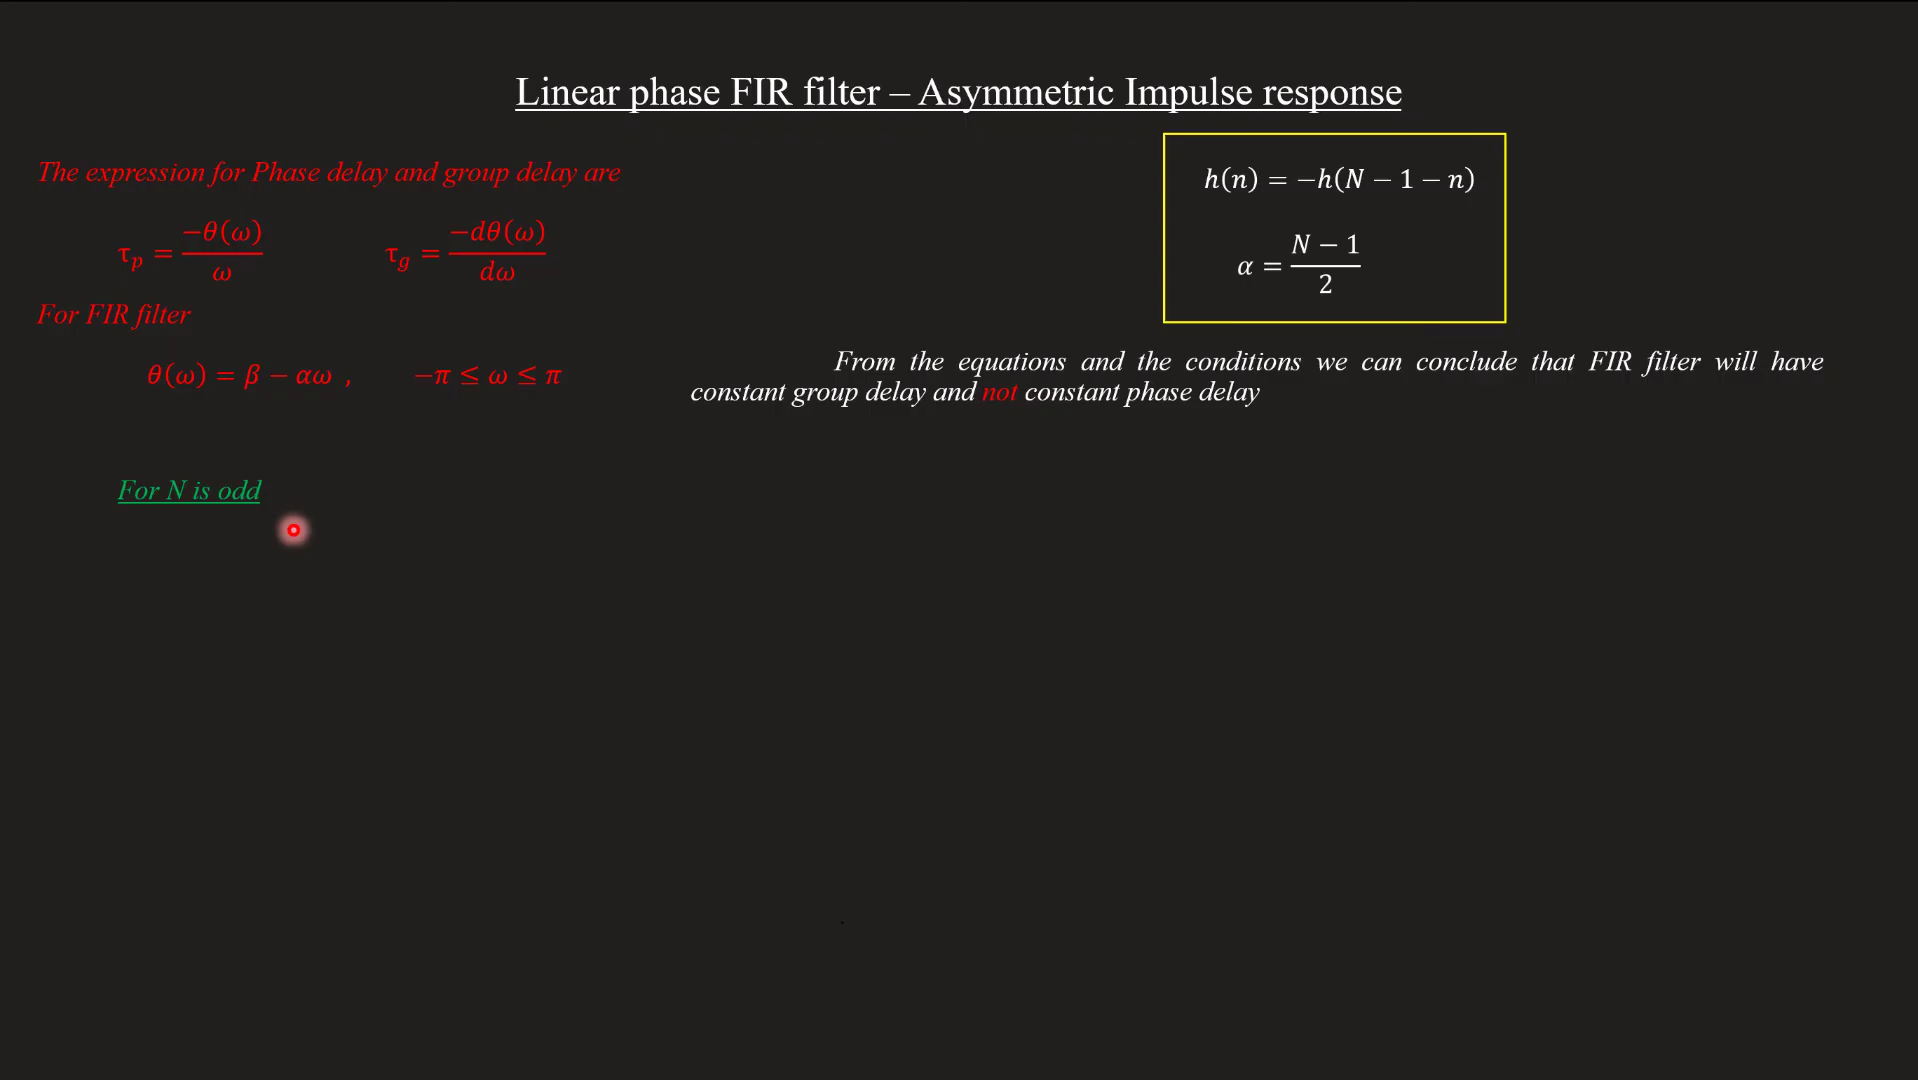 Linear phase FIR filter – Asymmetric Impulse response
The expression for Phase delay and group delay are
τₚ = −θ(ω)/ω    τ_g = −dθ(ω)/dω
h(n) = −h(N − 1 − n)
α = (N − 1)/2
For FIR filter
θ(ω) = β − αω ,    −π ≤ ω ≤ π
From the equations and the conditions we can conclude that FIR filter will have
constant group delay and not constant phase delay
For N is odd